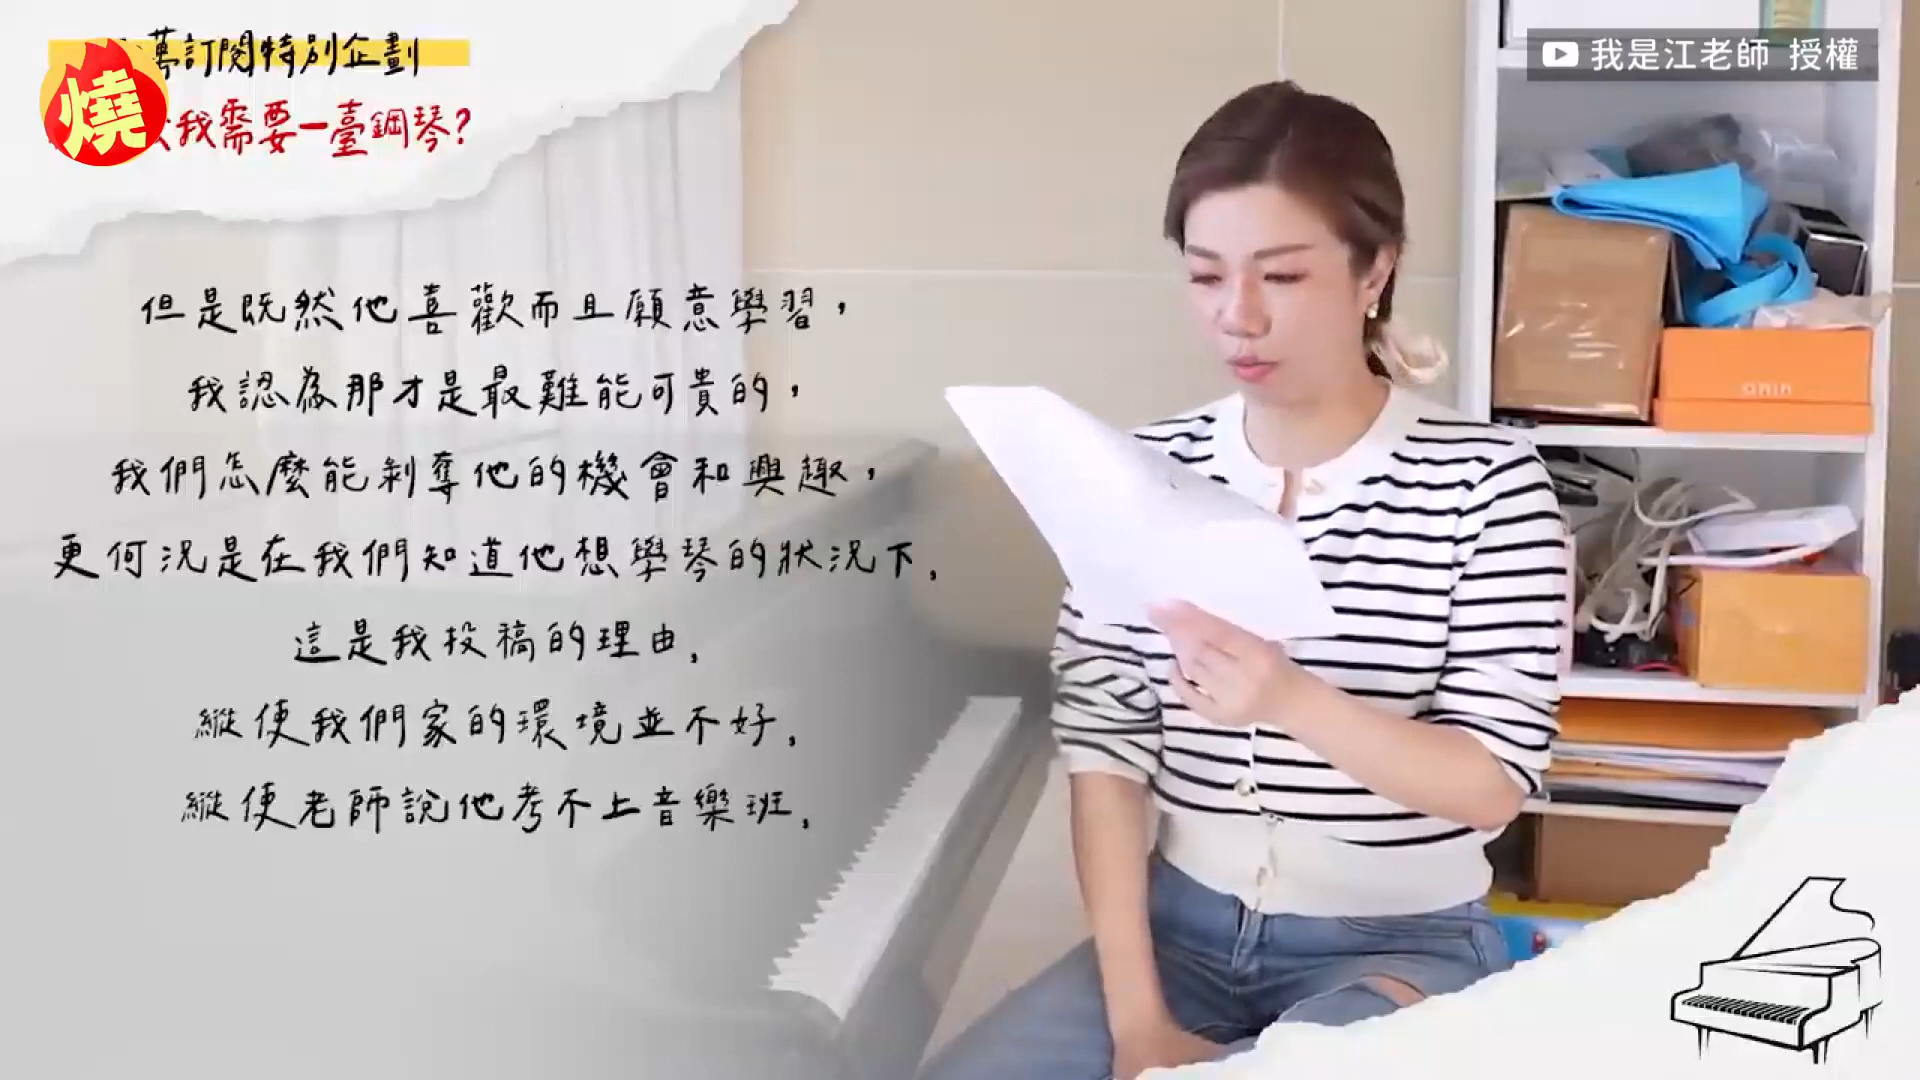 萬訂閱特別企劃
燒
我需要一臺鋼琴?
我是江老師 授權
但是既然他喜歡而且願意學習，
我認為那才是最難能可貴的，
我們怎麼能剝奪他的機會和興趣，
更何況是在我們知道他想學琴的狀況下。
這是我投稿的理由。
縱使我們家的環境並不好。
縱使老師說他考不上音樂班。